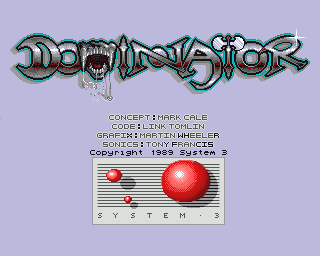 DOMINATOR
CONCEPT:MARK CALE
CODE:LINK TOMLIN
GRAFIX:MARTIN WHEELER
SONICS:TONY FRANCIS
Copyright 1989 System 3
SYSTEM·3